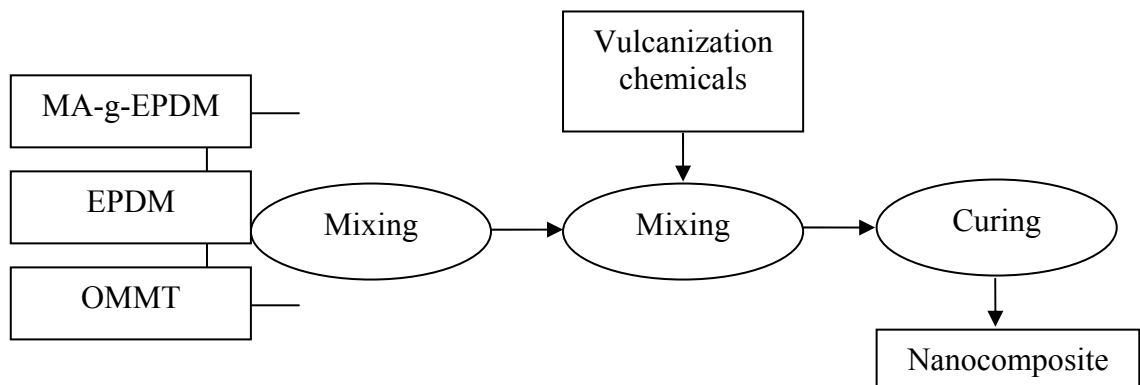 MA-g-EPDM
EPDM
OMMT
Mixing
Vulcanization
chemicals
Mixing
Curing
Nanocomposite